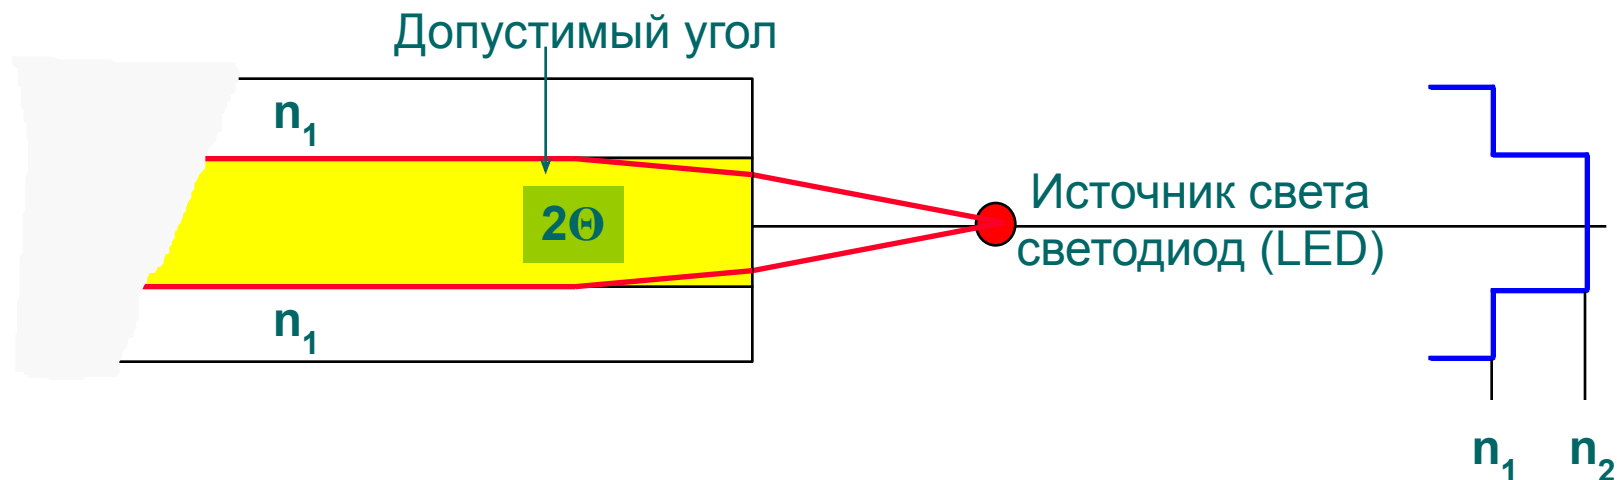 Допустимый угол
n₁
2Θ
Источник света
светодиод (LED)
n₁
n₁ n₂